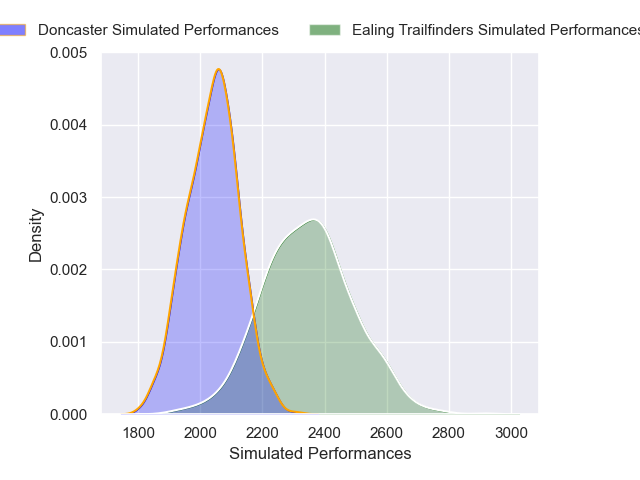 Doncaster Simulated Performances Ealing Trailfinders Simulated Performances
0.005
0.004
0.003
0.002
0.001
0.000
Density
1800 2000 2200 2400 2600 2800 3000
Simulated Performances